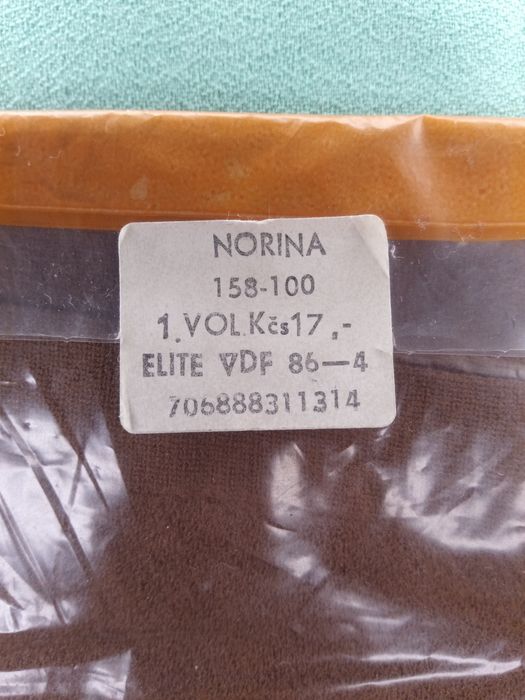 NORINA
158-100
1.VOL.Kčs17,-
ELITE VDF 86—4
706888311314